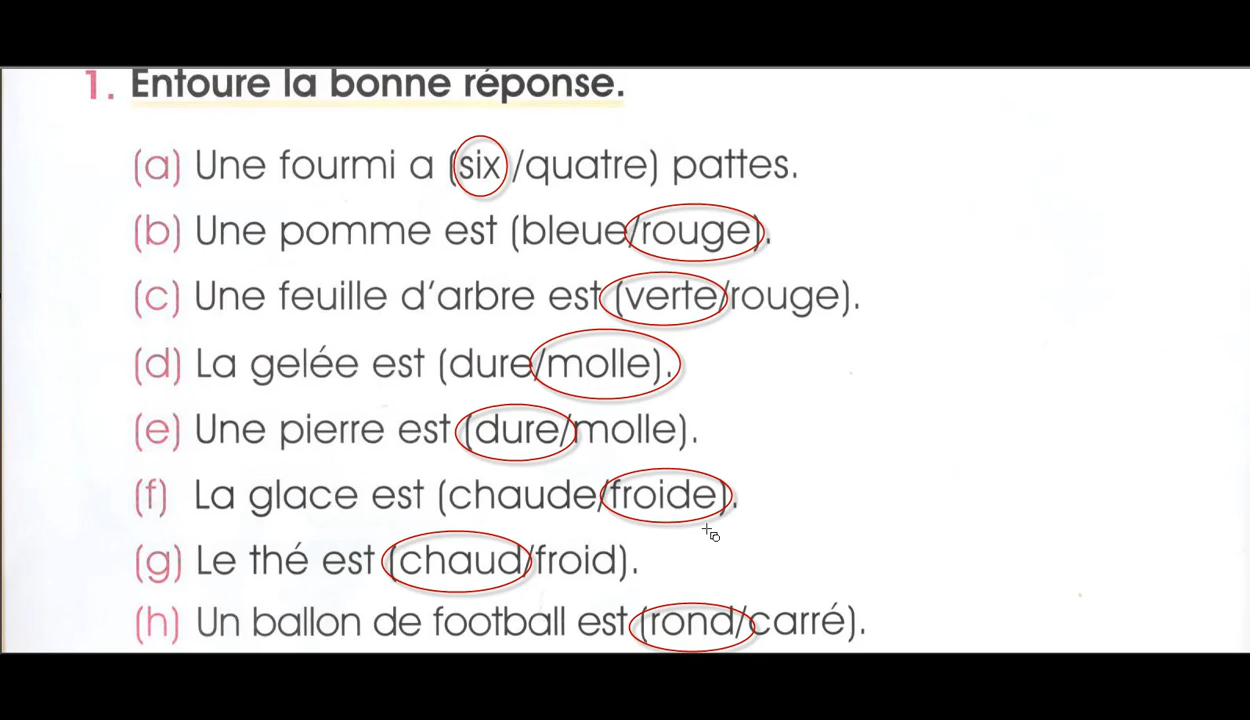 1. Entoure la bonne réponse.
(a) Une fourmi a (six /quatre) pattes.
(b) Une pomme est (bleue/rouge).
(c) Une feuille d'arbre est (verte/rouge).
(d) La gelée est (dure/molle).
(e) Une pierre est (dure/molle).
(f) La glace est (chaude/froide).
(g) Le thé est (chaud/froid).
(h) Un ballon de football est (rond/carré).